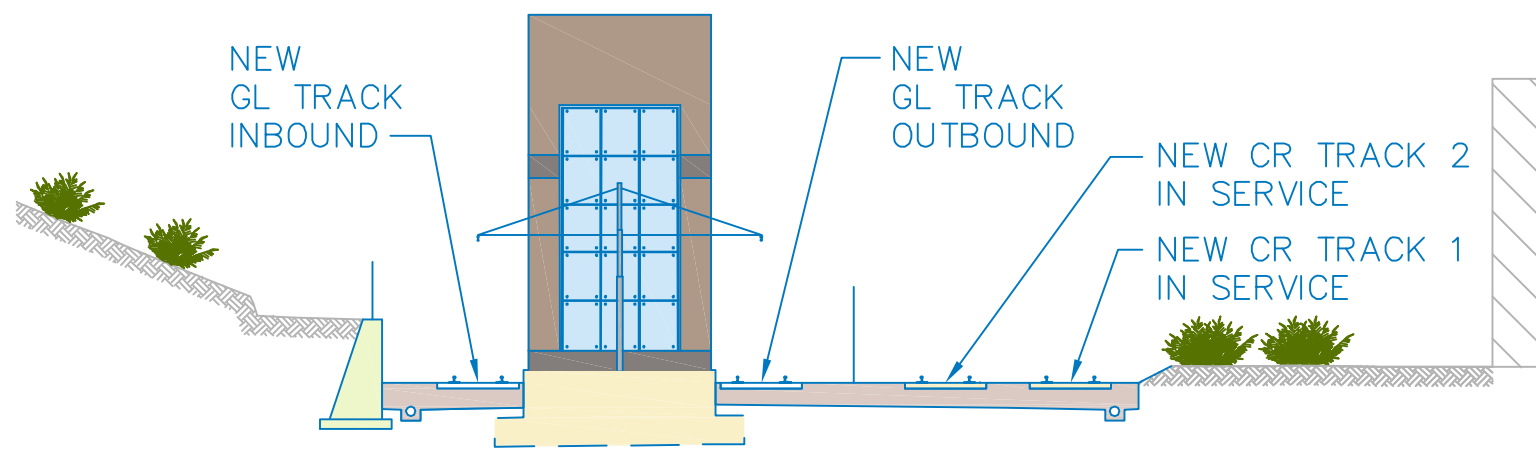 NEW
GL TRACK
INBOUND
NEW
GL TRACK
OUTBOUND
NEW CR TRACK 2
IN SERVICE
NEW CR TRACK 1
IN SERVICE